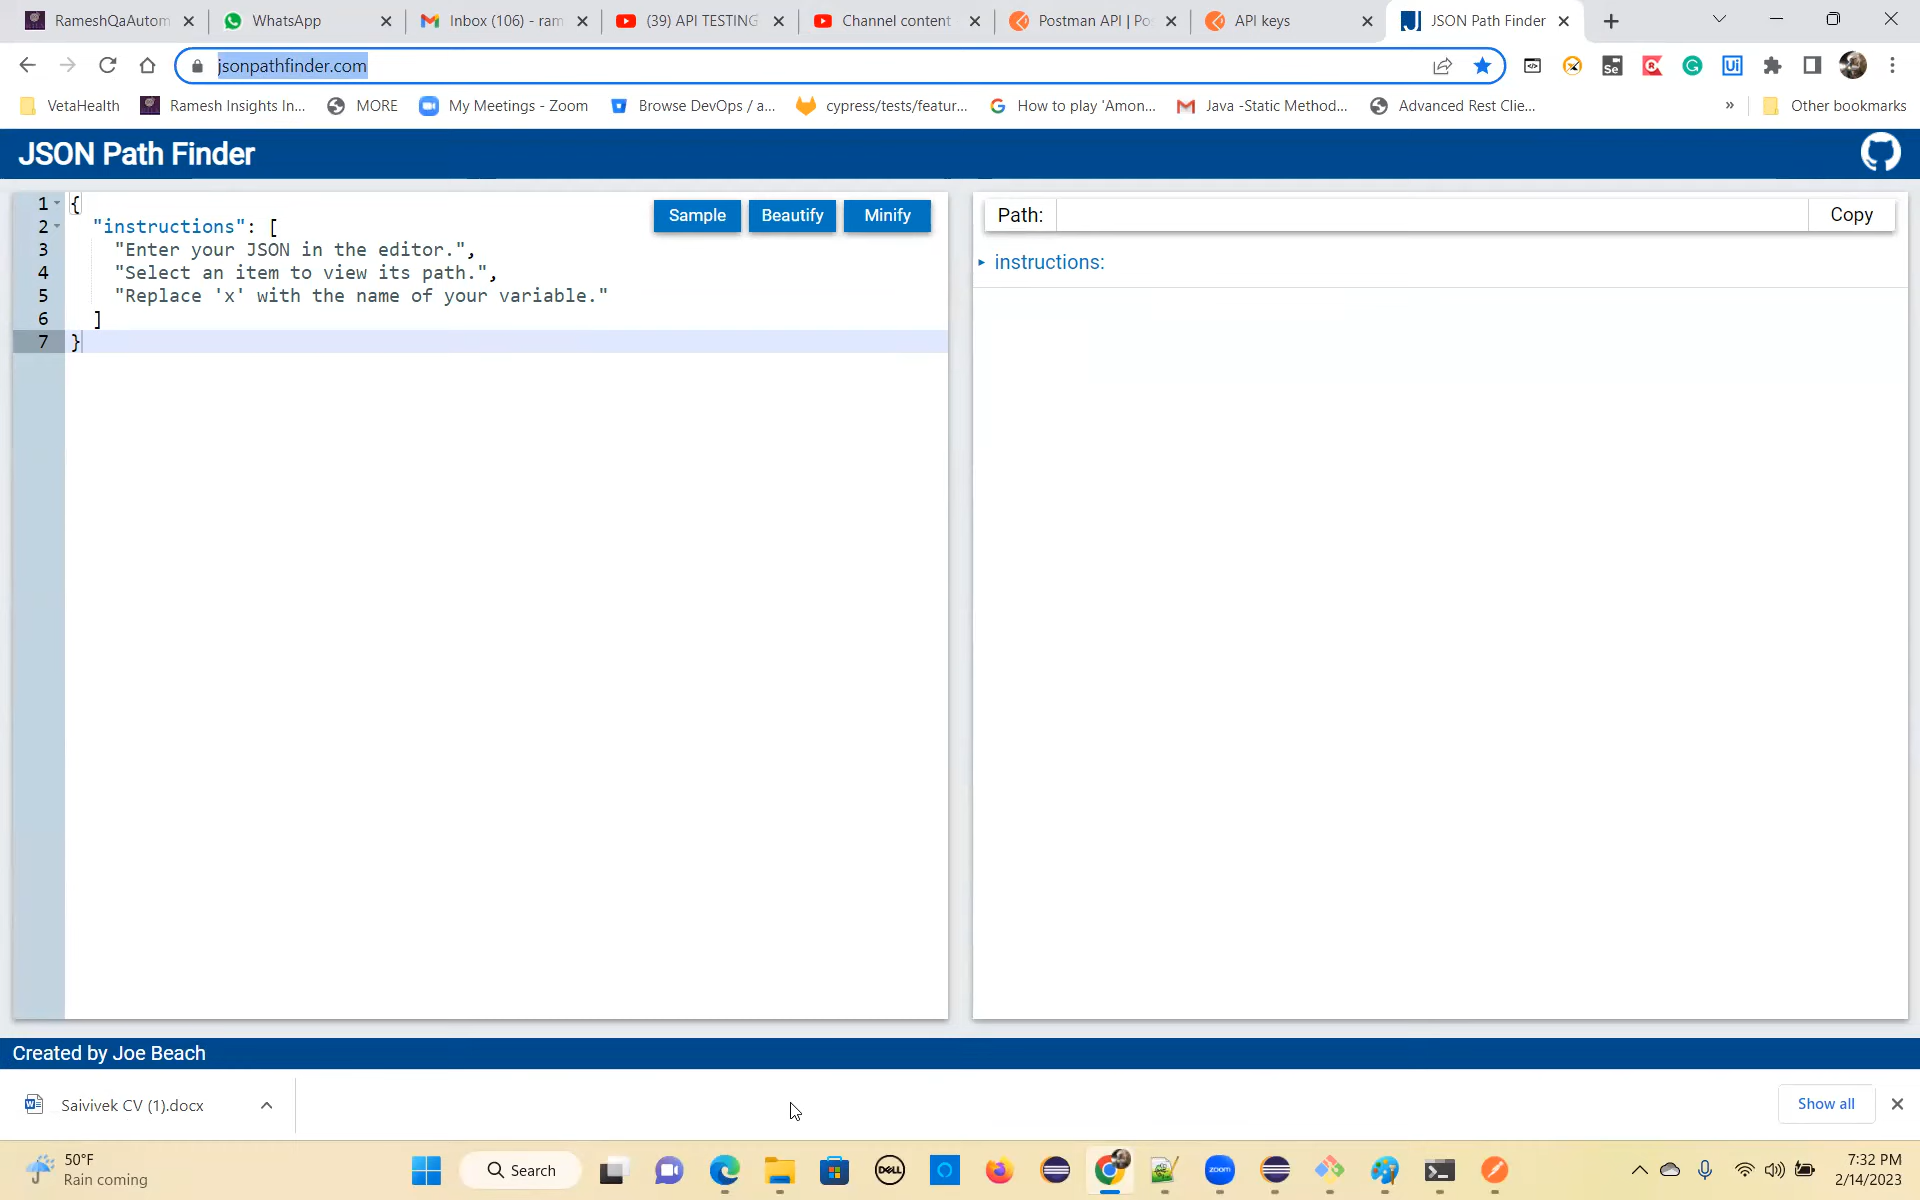 RameshQaAutom
WhatsApp
Inbox (106) - ram
(39) API TESTING
Channel content
Postman API | Po
API keys
JSON Path Finder
jsonpathfinder.com
VetaHealth
Ramesh Insights In...
MORE
My Meetings - Zoom
Browse DevOps / a...
cypress/tests/featur...
How to play 'Amon...
Java -Static Method...
Advanced Rest Clie...
»
Other bookmarks
JSON Path Finder
1 {
2 "instructions": [
3 "Enter your JSON in the editor.",
4 "Select an item to view its path.",
5 "Replace 'x' with the name of your variable."
6 ]
7 }
Sample
Beautify
Minify
Path:
Copy
instructions:
Created by Joe Beach
Saivivek CV (1).docx
Show all
50°F
Rain coming
Search
DELL
zoom
7:32 PM
2/14/2023